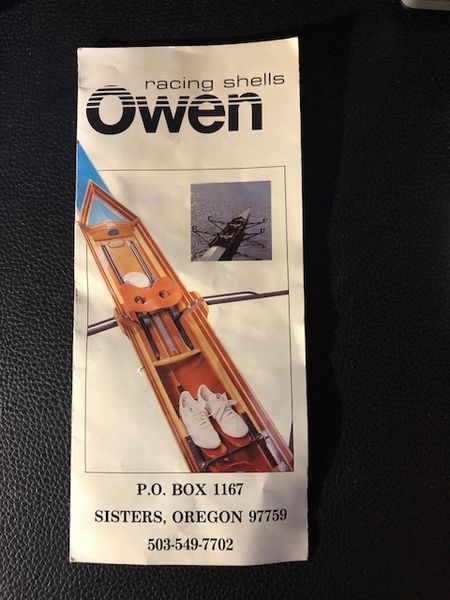 racing shells
Owen
P.O. BOX 1167
SISTERS, OREGON 97759
503-549-7702